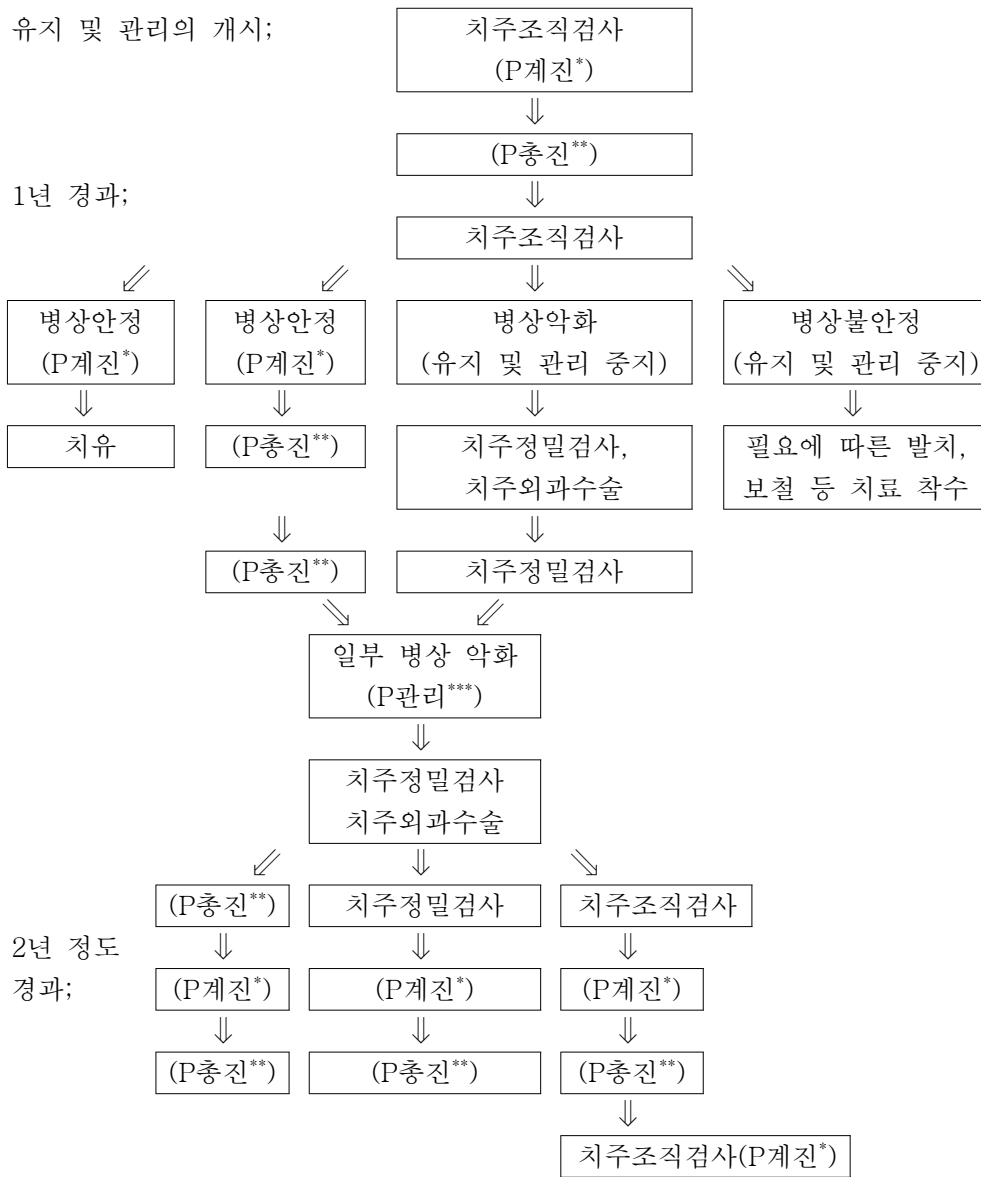 유지 및 관리의 개시;
치주조직검사
(P계진*)
⇓
(P총진**)
1년 경과;
⇓
치주조직검사
⇙ ⇙ ⇓ ⇘
병상안정 병상안정 병상악화 병상불안정
(P계진*) (P계진*) (유지 및 관리 중지) (유지 및 관리 중지)
⇓ ⇓ ⇓ ⇓
치유 (P총진**) 치주정밀검사, 필요에 따른 발치,
치주외과수술 보철 등 치료 착수
⇓ ⇓
(P총진**) 치주정밀검사
⇘ ⇙
일부 병상 악화
(P관리***)
⇓
치주정밀검사
치주외과수술
⇙ ⇓ ⇘
(P총진**) 치주정밀검사 치주조직검사
2년 정도
⇓ ⇓ ⇓
경과;
(P계진*) (P계진*) (P계진*)
⇓ ⇓ ⇓
(P총진**) (P총진**) (P총진**)
⇓
치주조직검사(P계진*)